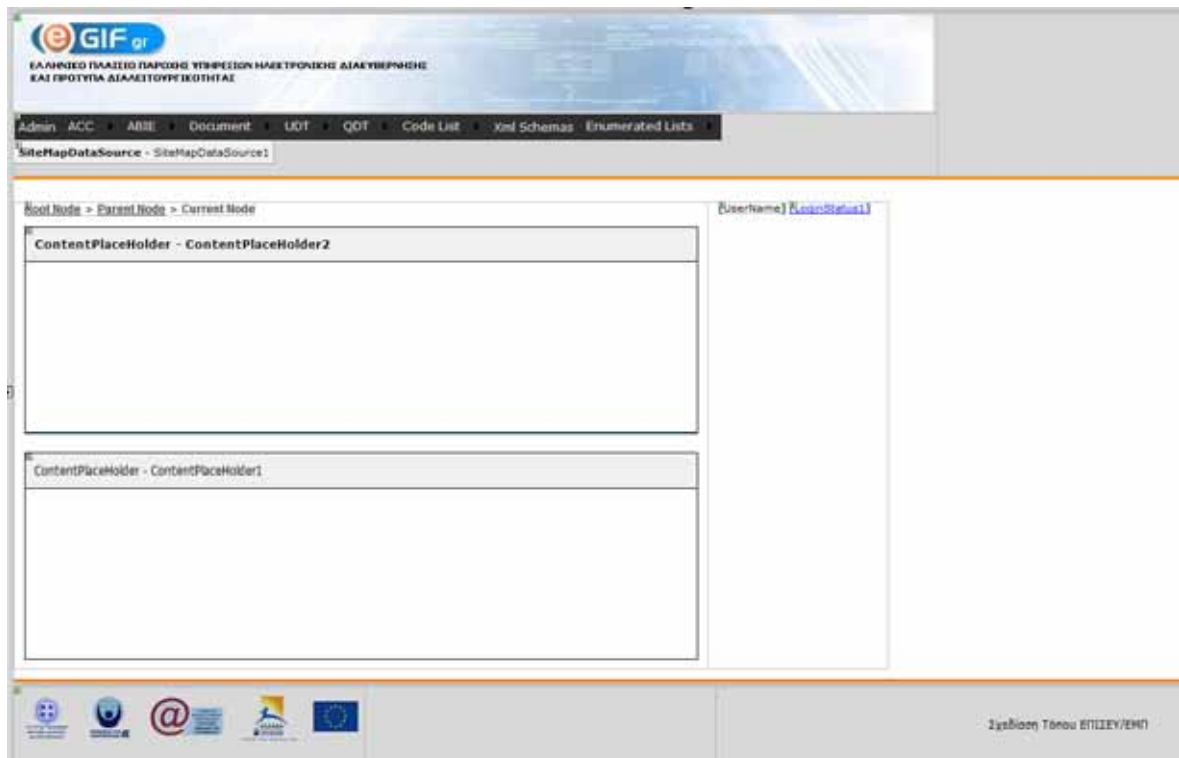 eGIF gr
ΕΛΛΗΝΙΚΟ ΠΛΑΙΣΙΟ ΠΑΡΟΧΗΣ ΥΠΗΡΕΣΙΩΝ ΗΛΕΚΤΡΟΝΙΚΗΣ ΔΙΑΚΥΒΕΡΝΗΣΗΣ
ΚΑΙ ΠΡΟΤΥΠΑ ΔΙΑΛΕΙΤΟΥΡΓΙΚΟΤΗΤΑΣ
Admin ACC ABIE Document UDT QDT Code List Xml Schemas Enumerated Lists
SiteMapDataSource - SiteMapDataSource1
Root Node > Parent Node > Current Node
[UserName] [LoginStatus1]
ContentPlaceHolder - ContentPlaceHolder2
ContentPlaceHolder - ContentPlaceHolder1
Σχεδίαση Τόπου ΕΠΙΣΕΥ/ΕΜΠ